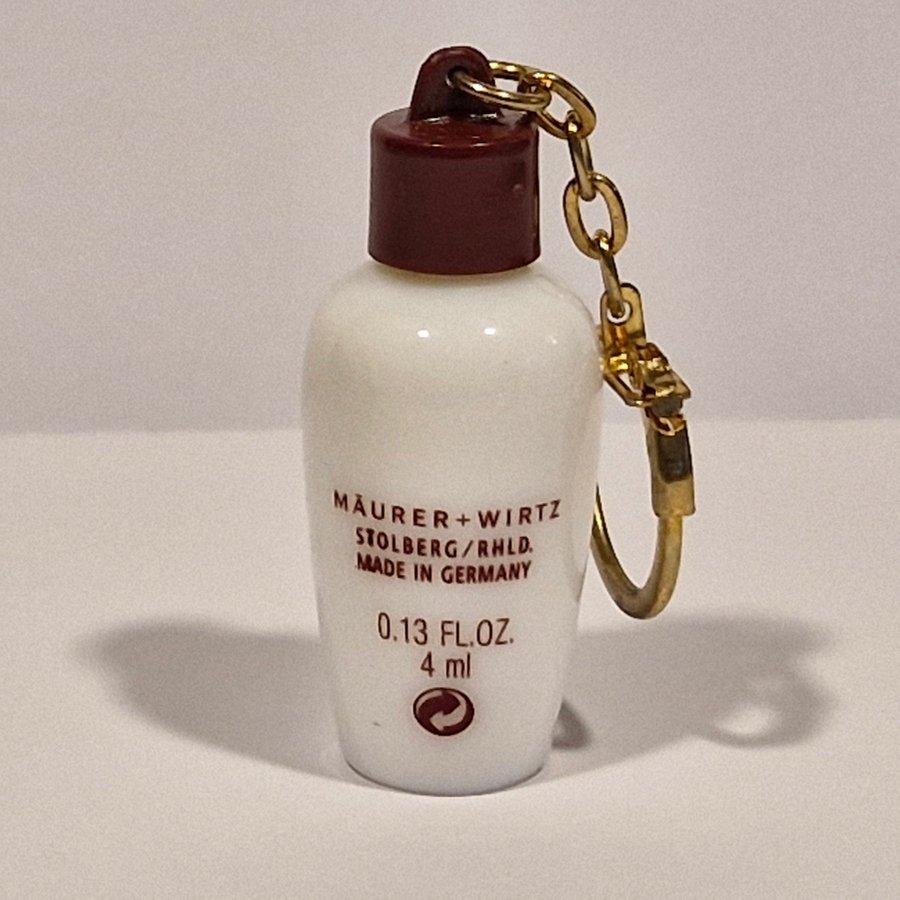 MÄURER+WIRTZ
STOLBERG/RHLD.
MADE IN GERMANY
0.13 FL.OZ.
4 ml